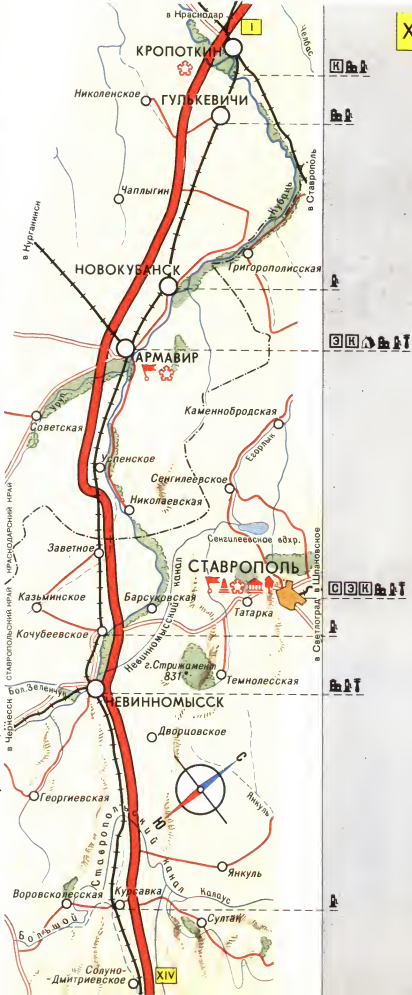 в Краснодар
I
X
Челбас
КРОПОТКИН
К
Николенское
ГУЛЬКЕВИЧИ
в Ставрополь
Чаплыгин
Кубань
в Курганинск
Григорополисская
НОВОКУБАНСК
АРМАВИР
Э К
Уруп
Советская
Каменнобродская
Егорлык
Успенское
Сенгилеевское
Николаевская
КРАСНОДАРСКИЙ КРАЙ
СТАВРОПОЛЬСКИЙ КРАЙ
Сенгилеевское вдхр.
Заветное
СТАВРОПОЛЬ
в Светлоград
в Шпаковское
С Э К
Казьминское
Барсуковская
Татарка
Кочубеевское
Невинномысский канал
г.Стрижамент
831
Темнолесская
Бол.Зеленчук
НЕВИННОМЫССК
в Черкесск
Дворцовское
С
Ю
Янкуль
Георгиевская
Большой Ставропольский канал
Янкуль
Калаус
Воровсколесская
Курсавка
Султан
Солуно-
-Дмитриевское
XIV